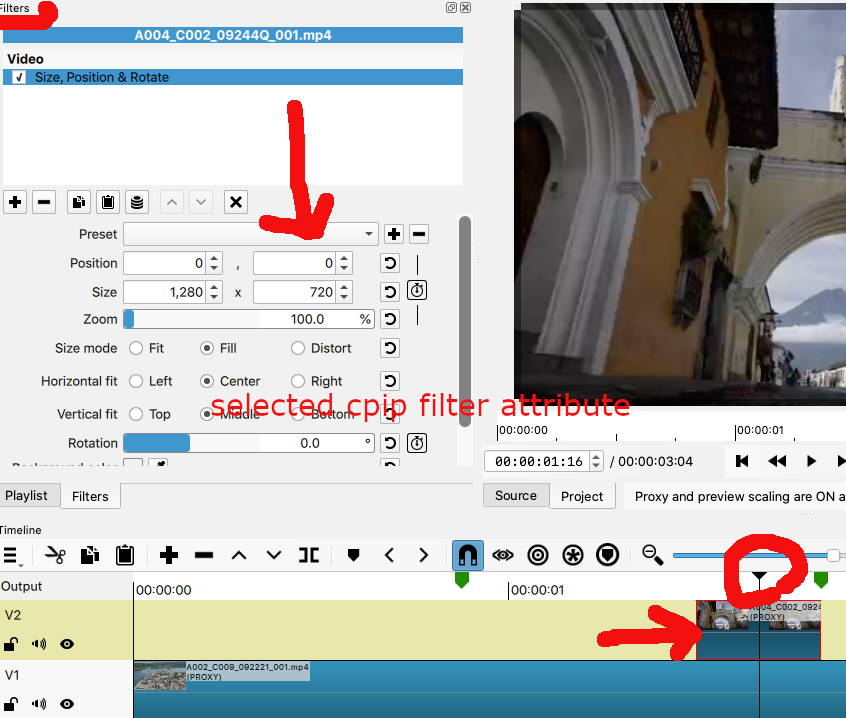 Filters
A004_C002_09244Q_001.mp4
Video
Size, Position & Rotate
Preset
Position 0 , 0
Size 1,280 x 720
Zoom 100.0 %
Size mode Fit Fill Distort
Horizontal fit Left Center Right
selected cpip filter attribute
Vertical fit Top Middle Bottom
Rotation 0.0 °
Background color
00:00:00 00:00:01
00:00:01:16 / 00:00:03:04
Playlist Filters
Source Project Proxy and preview scaling are ON a
Timeline
Output
00:00:00 00:00:01
V2
A004_C002_0924
(PROXY)
V1
A002_C009_092221_001.mp4
(PROXY)